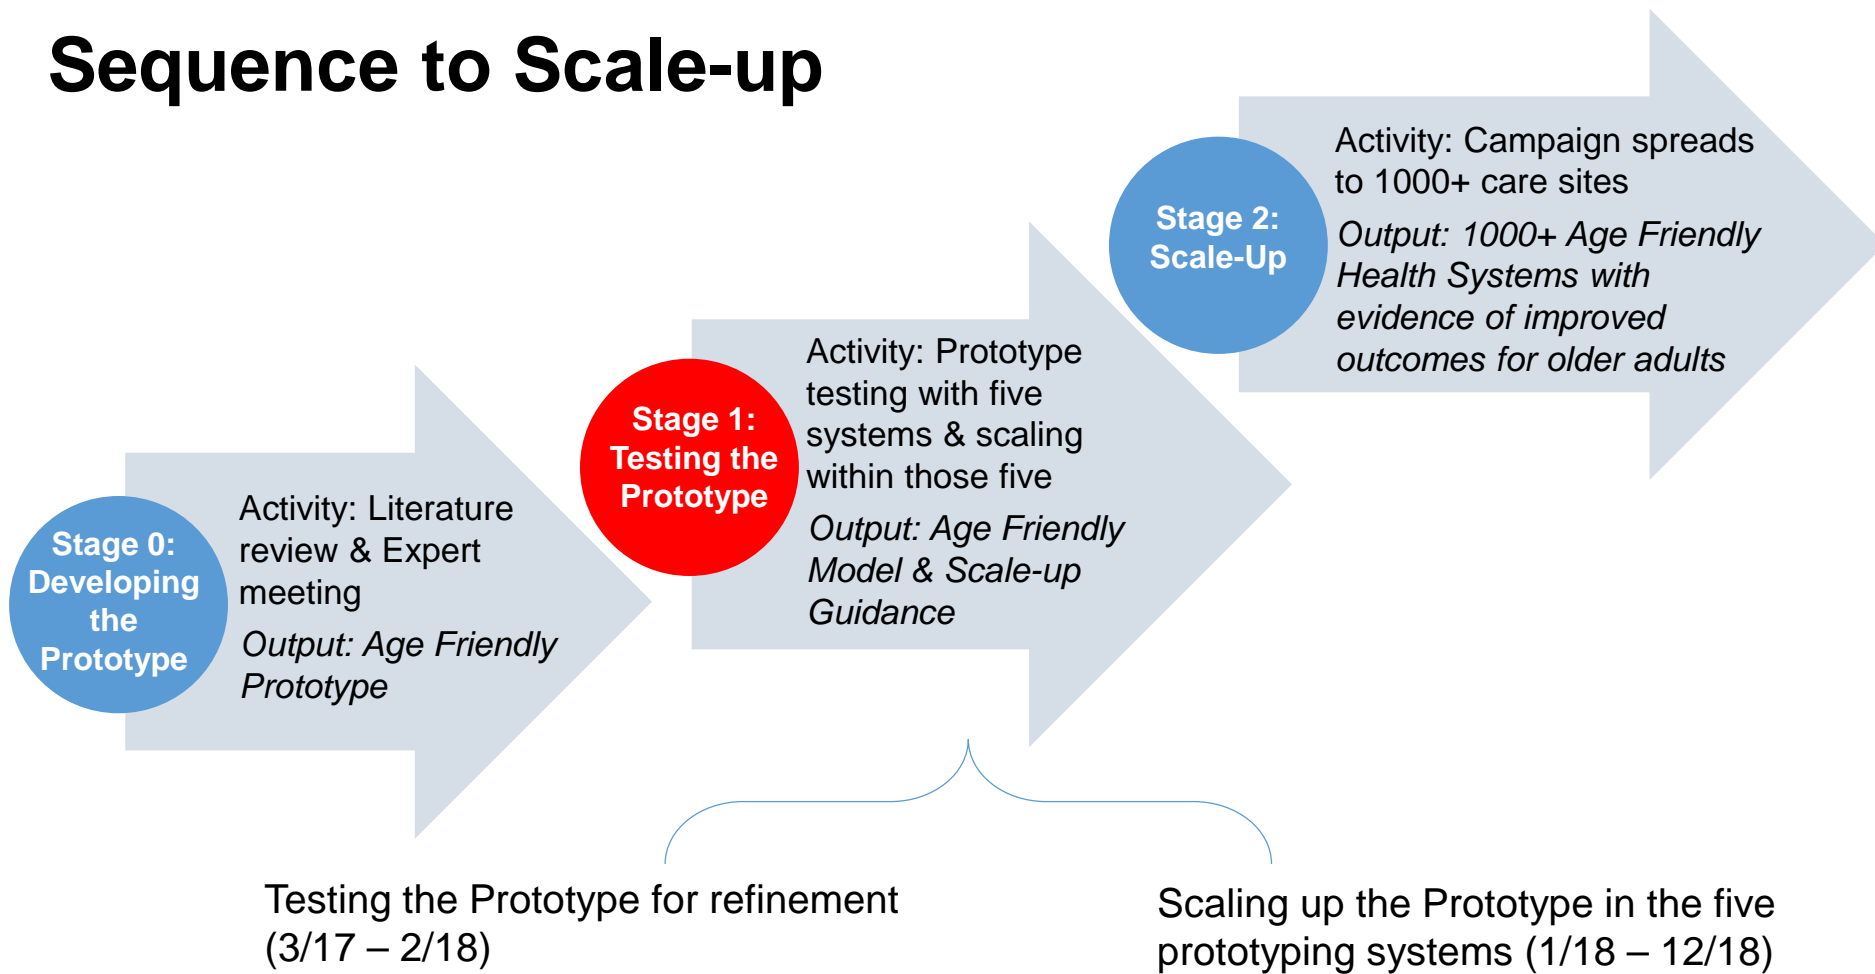 Sequence to Scale-up
Stage 0:
Developing
the
Prototype
Activity: Literature
review & Expert
meeting
Output: Age Friendly
Prototype
Stage 1:
Testing the
Prototype
Activity: Prototype
testing with five
systems & scaling
within those five
Output: Age Friendly
Model & Scale-up
Guidance
Stage 2:
Scale-Up
Activity: Campaign spreads
to 1000+ care sites
Output: 1000+ Age Friendly
Health Systems with
evidence of improved
outcomes for older adults
Testing the Prototype for refinement
(3/17 – 2/18)
Scaling up the Prototype in the five
prototyping systems (1/18 – 12/18)